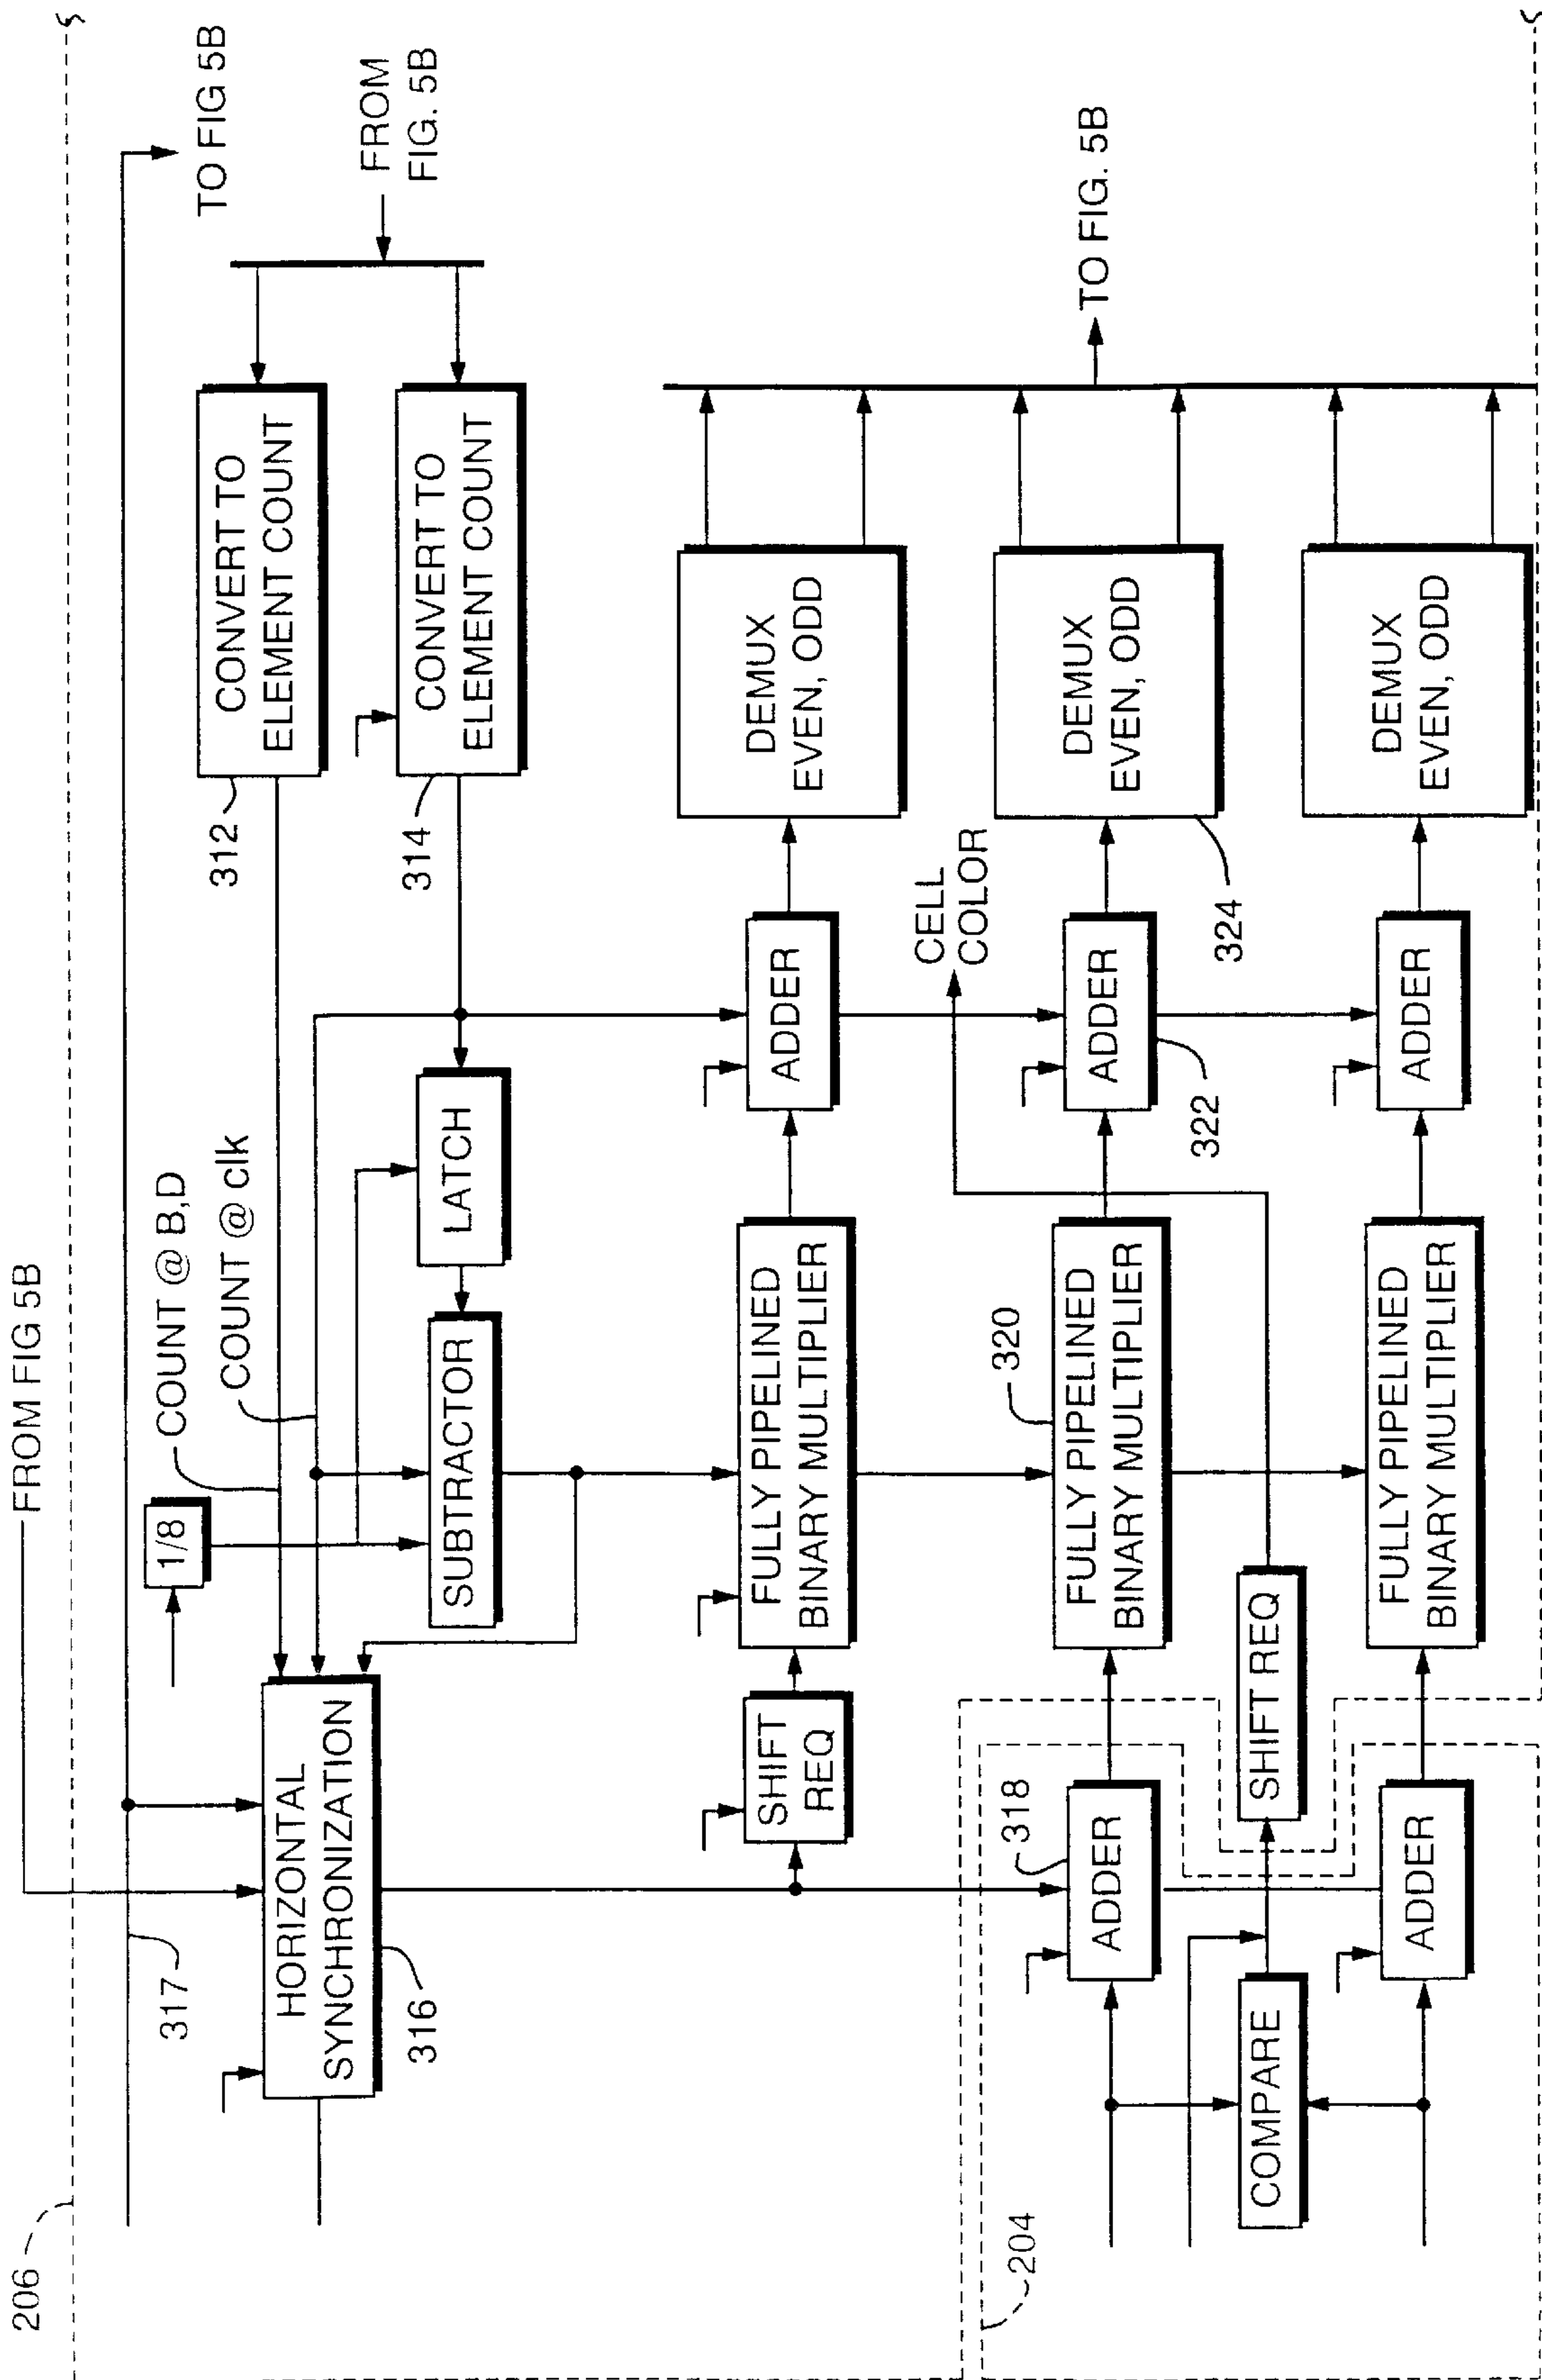 206
FROM FIG 5B
TO FIG 5B
317
1/8
COUNT @ B,D
COUNT @ clk
312
CONVERT TO
ELEMENT COUNT
FROM
FIG. 5B
HORIZONTAL
SYNCHRONIZATION
316
SUBTRACTOR
LATCH
314
CONVERT TO
ELEMENT COUNT
SHIFT
REQ
FULLY PIPELINED
BINARY MULTIPLIER
ADDER
DEMUX
EVEN, ODD
204
318
ADDER
320
FULLY PIPELINED
BINARY MULTIPLIER
CELL
COLOR
ADDER
322
DEMUX
EVEN, ODD
324
TO FIG. 5B
COMPARE
SHIFT REQ
ADDER
FULLY PIPELINED
BINARY MULTIPLIER
ADDER
DEMUX
EVEN, ODD